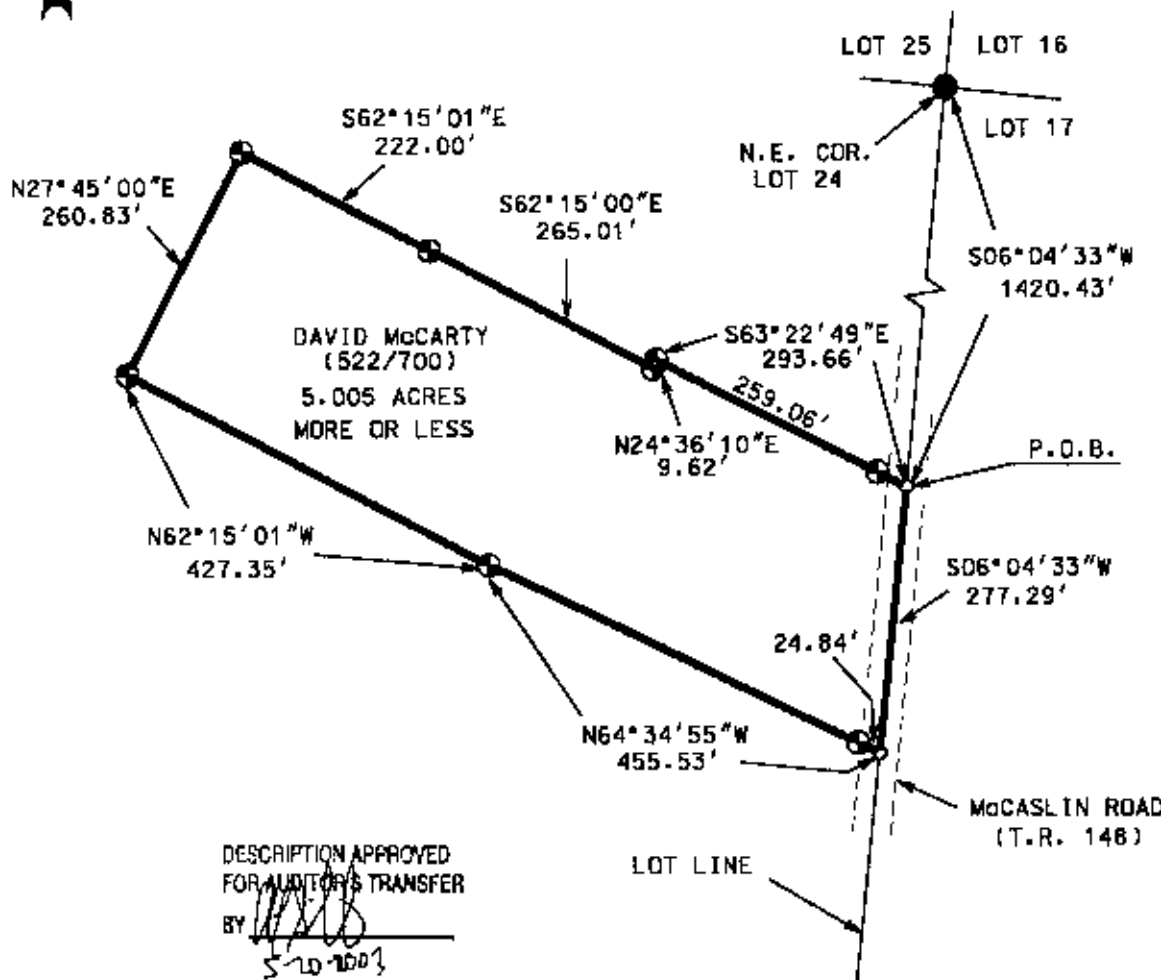 LOT 25 LOT 16
LOT 17
N.E. COR.
LOT 24
S62°15'01"E
222.00'
N27°45'00"E
260.83'
S62°15'00"E
265.01'
S06°04'33"W
1420.43'
DAVID McCARTY
(522/700)
5.005 ACRES
MORE OR LESS
S63°22'49"E
293.66'
259.06'
N24°36'10"E
9.62'
P.O.B.
N62°15'01"W
427.35'
S06°04'33"W
277.29'
24.84'
N64°34'55"W
455.53'
McCASLIN ROAD
(T.R. 146)
LOT LINE
DESCRIPTION APPROVED
FOR AUDITOR'S TRANSFER
BY
5-20-2003